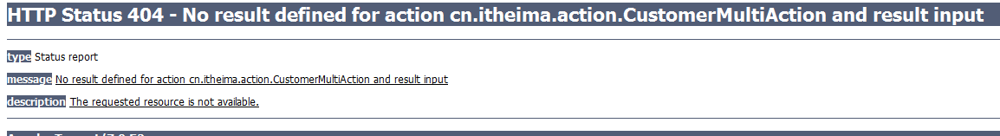 HTTP Status 404 - No result defined for action cn.itheima.action.CustomerMultiAction and result input
type Status report
message No result defined for action cn.itheima.action.CustomerMultiAction and result input
description The requested resource is not available.